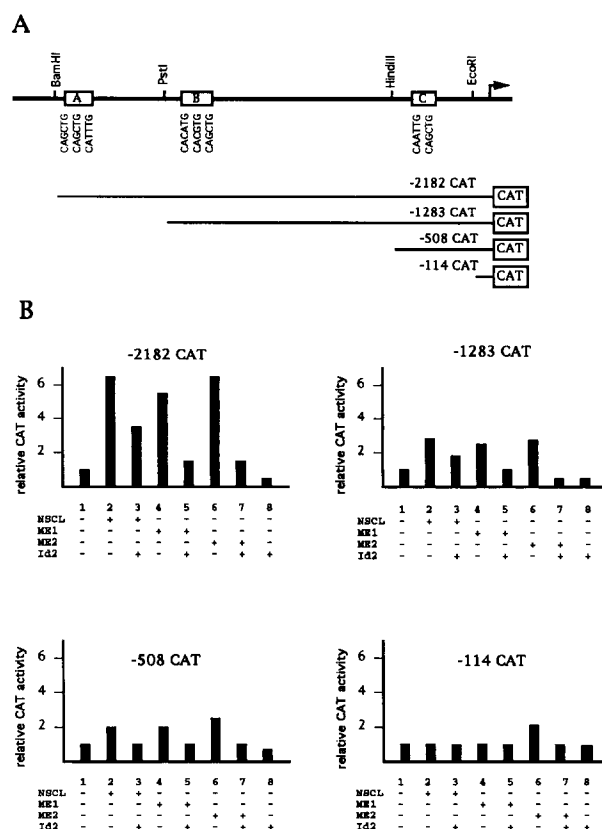 A
BamHI PstI HindIII EcoRI
A B C
CAGCTG CAGCTG CATTTG CACATG CACGTG CAGCTG CAATTG CAGCTG
-2182 CAT CAT
-1283 CAT CAT
-508 CAT CAT
-114 CAT CAT
B
-2182 CAT
relative CAT activity
6
4
2
1 2 3 4 5 6 7 8
NSCL - + + - - - - -
ME1 - - - + + - - -
ME2 - - - - - + + -
Id2 - - + - + - + +
-1283 CAT
relative CAT activity
6
4
2
1 2 3 4 5 6 7 8
NSCL - + + - - - - -
ME1 - - - + + - - -
ME2 - - - - - + + -
Id2 - - + - + - + +
-508 CAT
relative CAT activity
6
4
2
1 2 3 4 5 6 7 8
NSCL - + + - - - - -
ME1 - - - + + - - -
ME2 - - - - - + + -
Id2 - - + - + - + +
-114 CAT
relative CAT activity
6
4
2
1 2 3 4 5 6 7 8
NSCL - + + - - - - -
ME1 - - - + + - - -
ME2 - - - - - + + -
Id2 - - + - + - + +